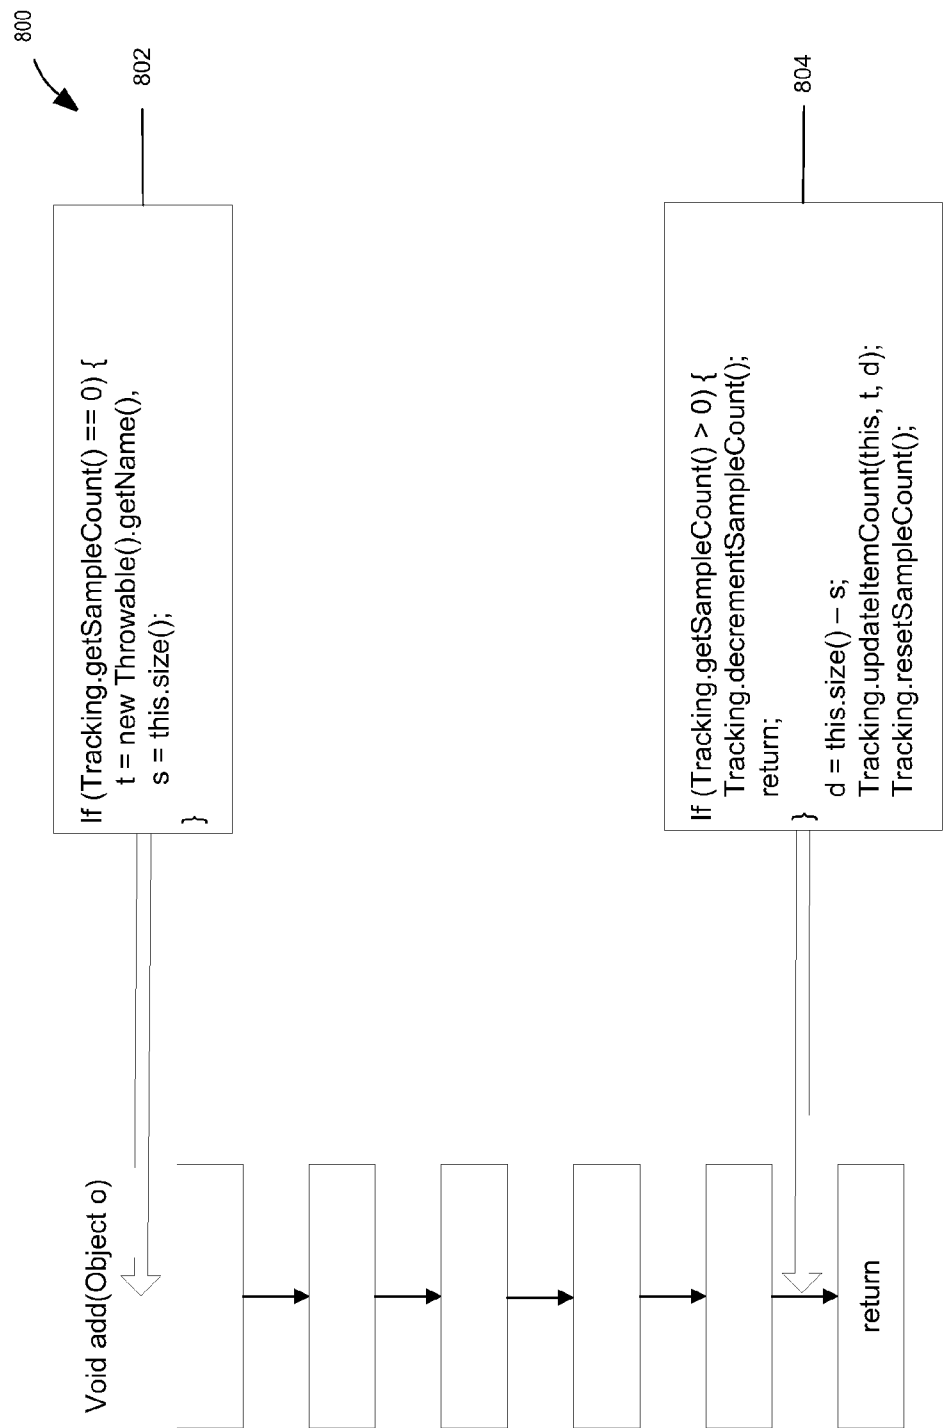 800
Void add(Object o)
If (Tracking.getSampleCount() == 0) {
t = new Throwable().getName(),
s = this.size();
}
802
If (Tracking.getSampleCount() > 0) {
Tracking.decrementSampleCount();
return;
}
d = this.size() – s;
Tracking.updateItemCount(this, t, d);
Tracking.resetSampleCount();
804
return